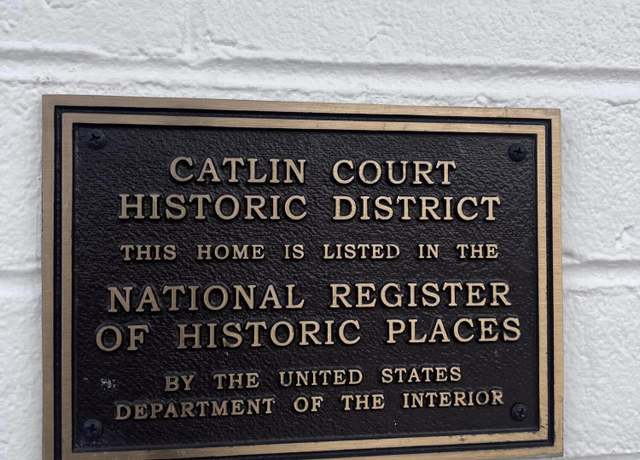 CATLIN COURT
HISTORIC DISTRICT
THIS HOME IS LISTED IN THE
NATIONAL REGISTER
OF HISTORIC PLACES
BY THE UNITED STATES
DEPARTMENT OF THE INTERIOR